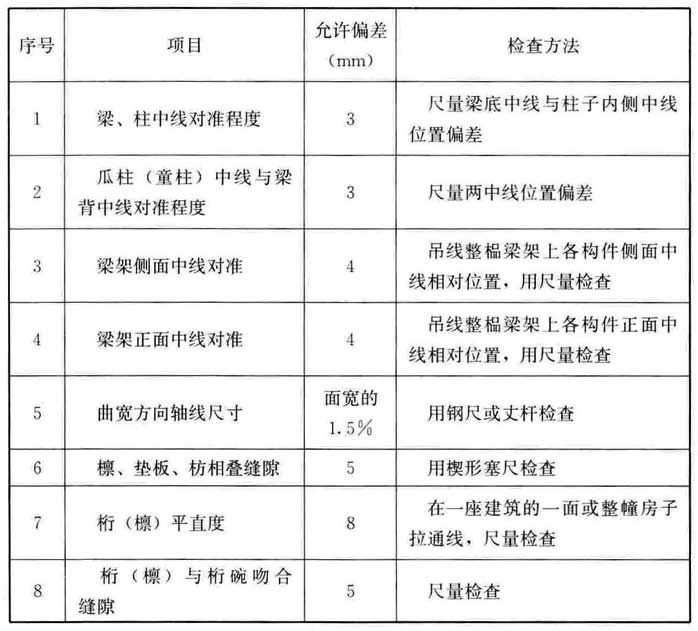 序号 项目 允许偏差（mm） 检查方法
1 梁、柱中线对准程度 3 尺量梁底中线与柱子内侧中线
位置偏差
2 瓜柱（童柱）中线与梁
背中线对准程度 3 尺量两中线位置偏差
3 梁架侧面中线对准 4 吊线整榀梁架上各构件侧面中
线相对位置，用尺量检查
4 梁架正面中线对准 4 吊线整榀梁架上各构件正面中
线相对位置，用尺量检查
5 曲宽方向轴线尺寸 面宽的
1.5% 用钢尺或丈杆检查
6 檩、垫板、枋相叠缝隙 5 用楔形塞尺检查
7 桁（檩）平直度 8 在一座建筑的一面或整幢房子
拉通线，尺量检查
8 桁（檩）与桁碗吻合
缝隙 5 尺量检查